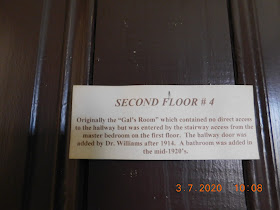 SECOND FLOOR # 4
Originally the "Gal's Room" which contained no direct access
to the hallway but was entered by the stairway access from the
master bedroom on the first floor. The hallway door was
added by Dr. Williams after 1914. A bathroom was added in
the mid-1920's.
3.7.2020 10:08